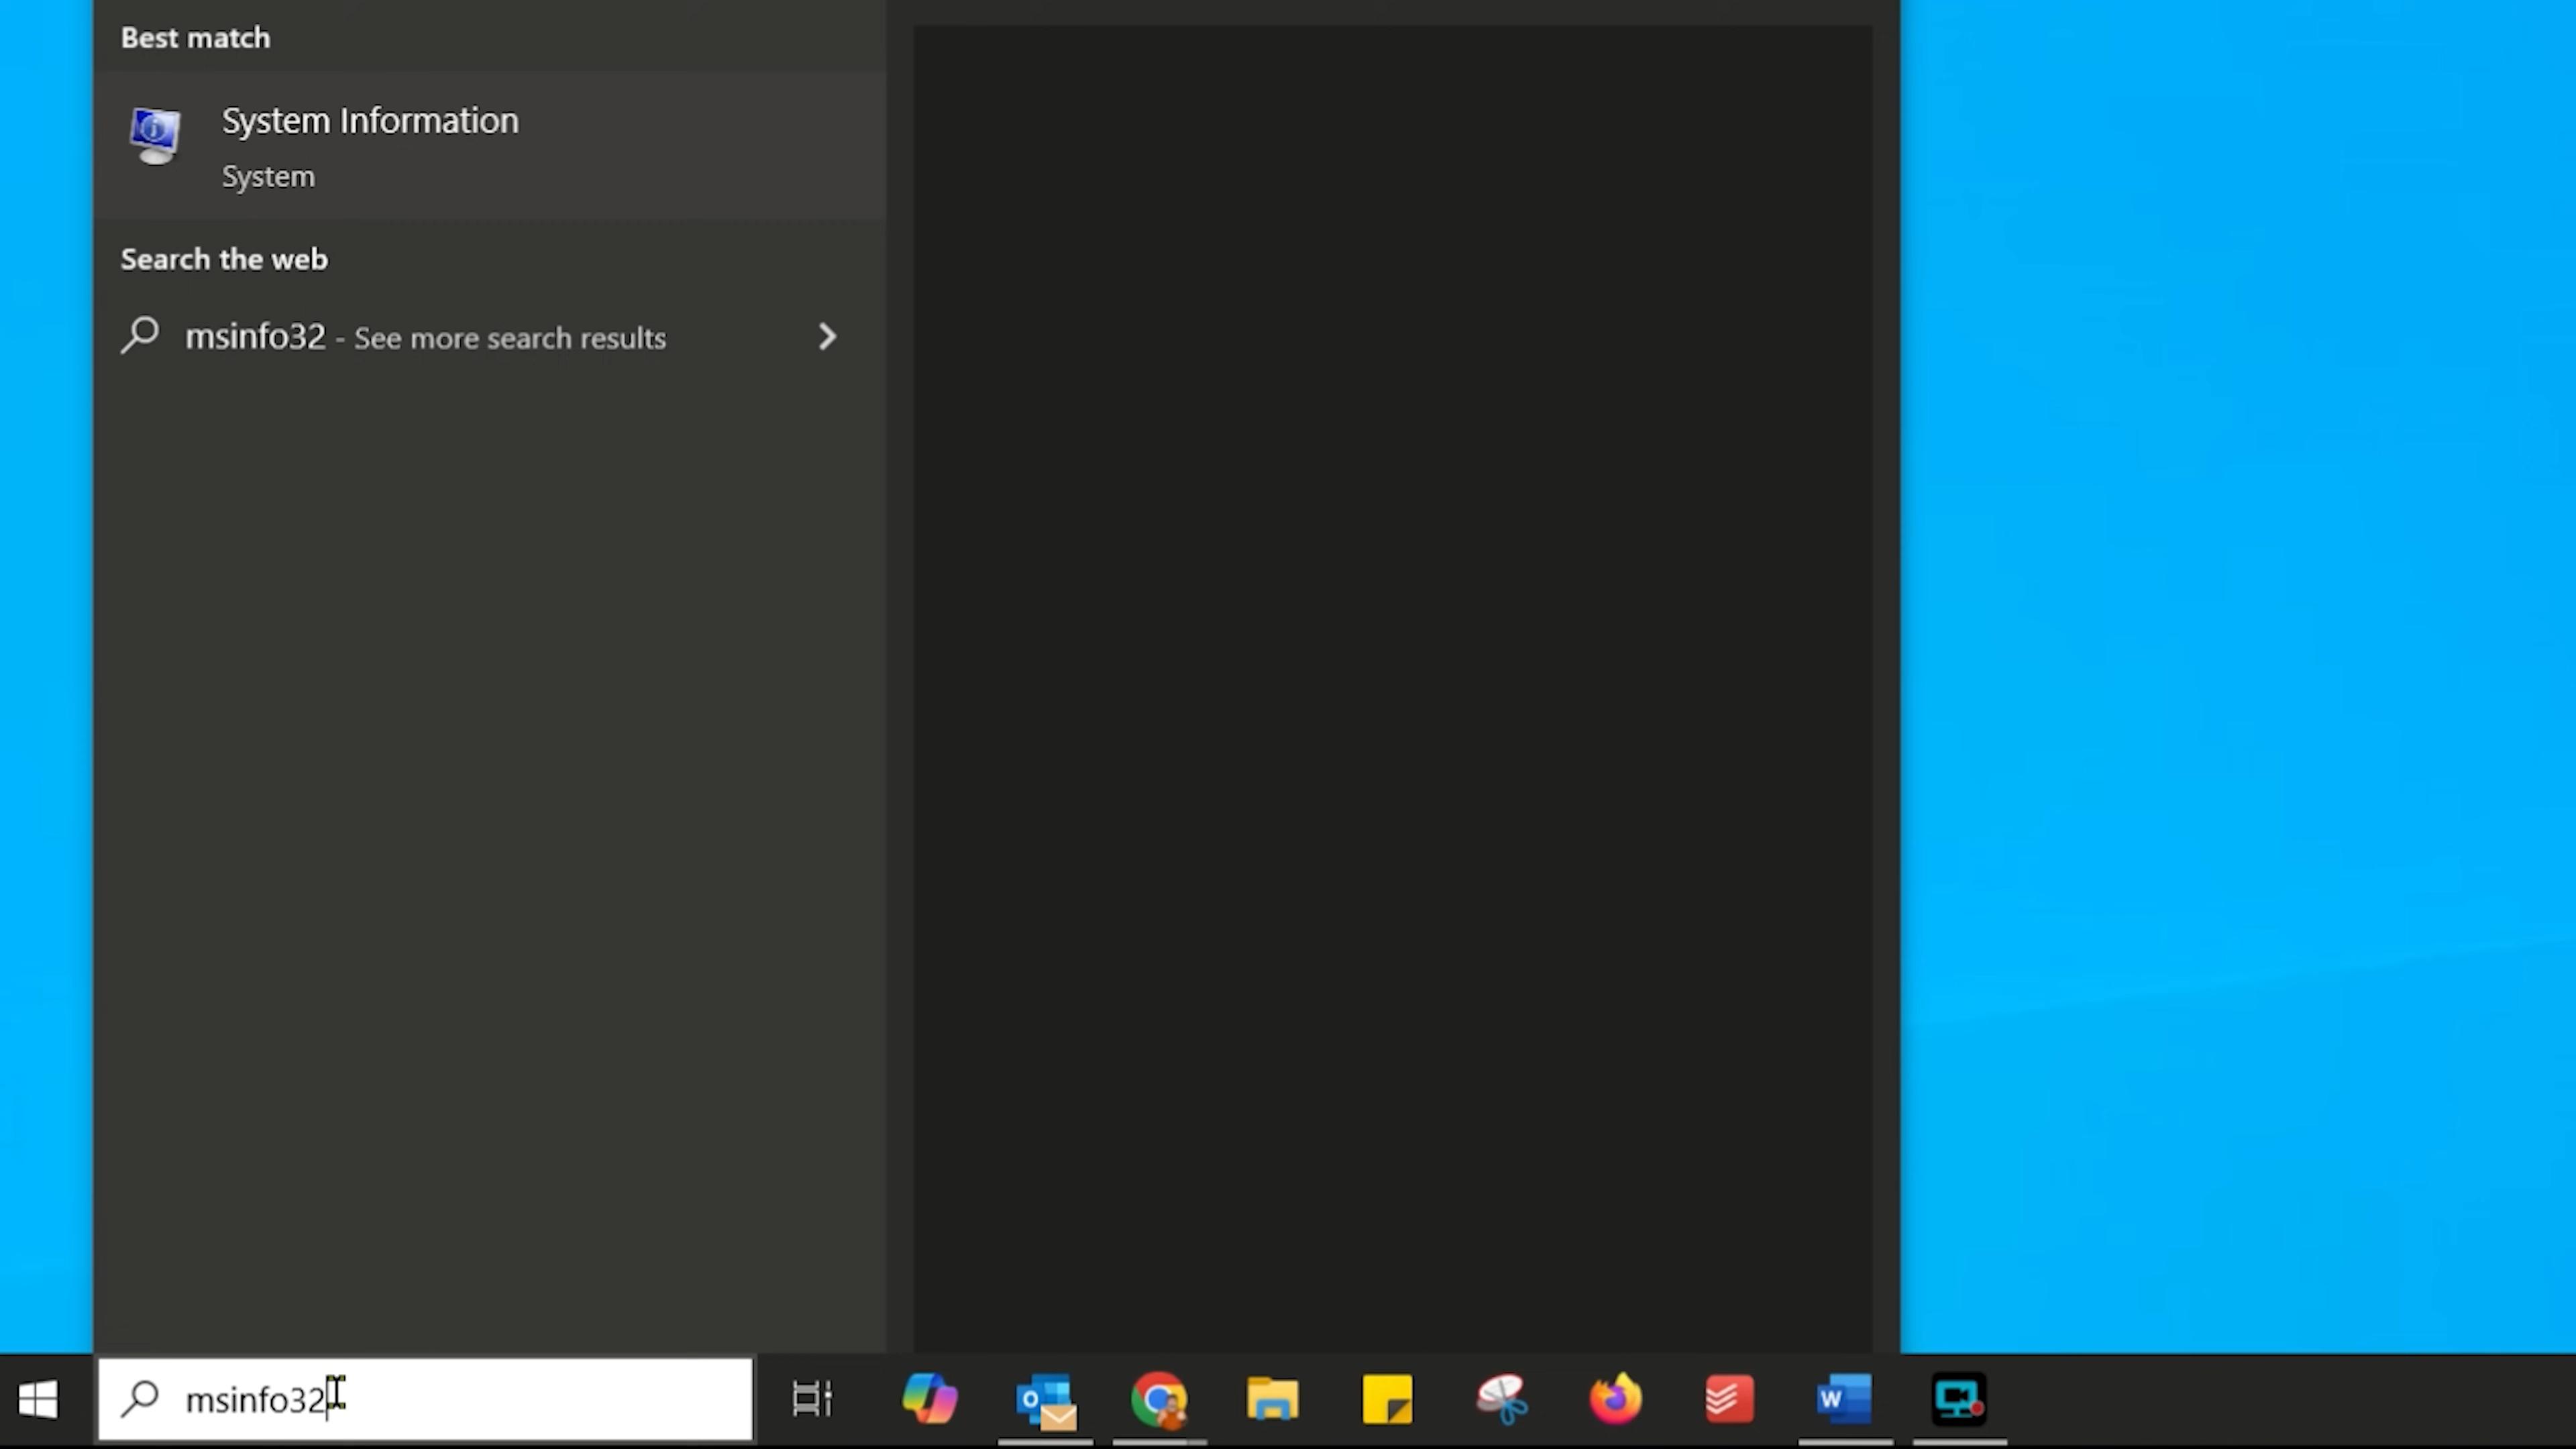 Best match
System Information
System
Search the web
msinfo32 - See more search results
msinfo32